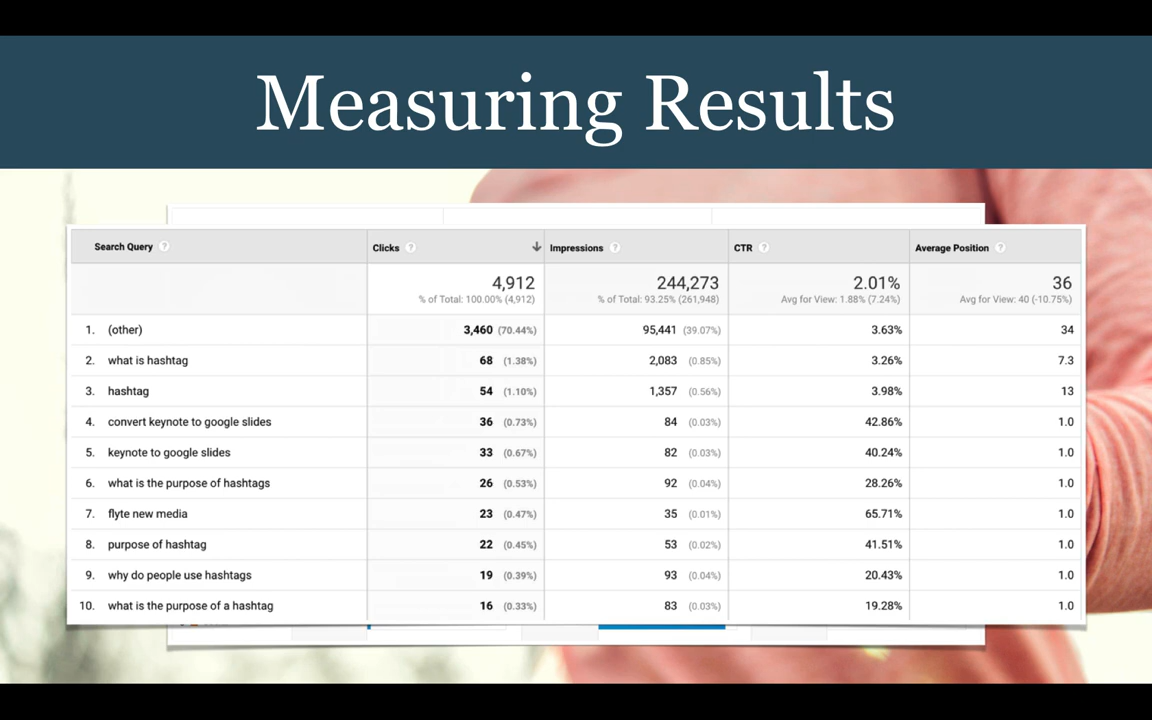 Measuring Results
Search Query ? Clicks ? Impressions ? CTR ? Average Position ?
4,912 244,273 2.01% 36
% of Total: 100.00% (4,912) % of Total: 93.25% (261,948) Avg for View: 1.88% (7.24%) Avg for View: 40 (-10.75%)
1. (other) 3,460 (70.44%) 95,441 (39.07%) 3.63% 34
2. what is hashtag 68 (1.38%) 2,083 (0.85%) 3.26% 7.3
3. hashtag 54 (1.10%) 1,357 (0.56%) 3.98% 13
4. convert keynote to google slides 36 (0.73%) 84 (0.03%) 42.86% 1.0
5. keynote to google slides 33 (0.67%) 82 (0.03%) 40.24% 1.0
6. what is the purpose of hashtags 26 (0.53%) 92 (0.04%) 28.26% 1.0
7. flyte new media 23 (0.47%) 35 (0.01%) 65.71% 1.0
8. purpose of hashtag 22 (0.45%) 53 (0.02%) 41.51% 1.0
9. why do people use hashtags 19 (0.39%) 93 (0.04%) 20.43% 1.0
10. what is the purpose of a hashtag 16 (0.33%) 83 (0.03%) 19.28% 1.0